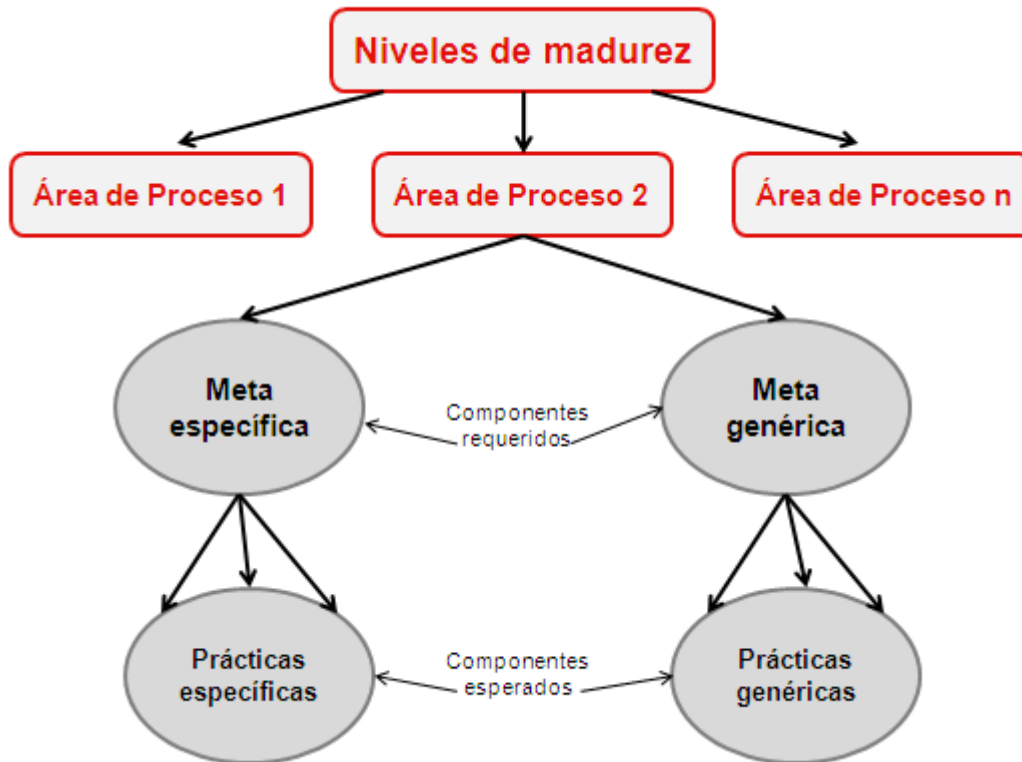 Niveles de madurez
Área de Proceso 1
Área de Proceso 2
Área de Proceso n
Meta
específica
Componentes
requeridos
Meta
genérica
Prácticas
específicas
Componentes
esperados
Prácticas
genéricas